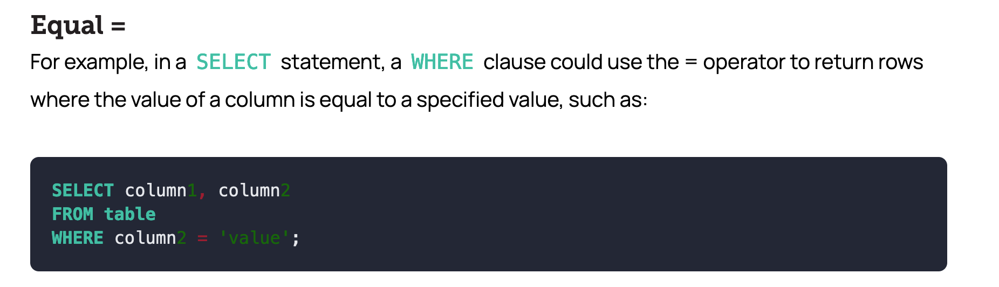 Equal =
For example, in a SELECT statement, a WHERE clause could use the = operator to return rows
where the value of a column is equal to a specified value, such as:
SELECT column1, column2
FROM table
WHERE column2 = 'value';